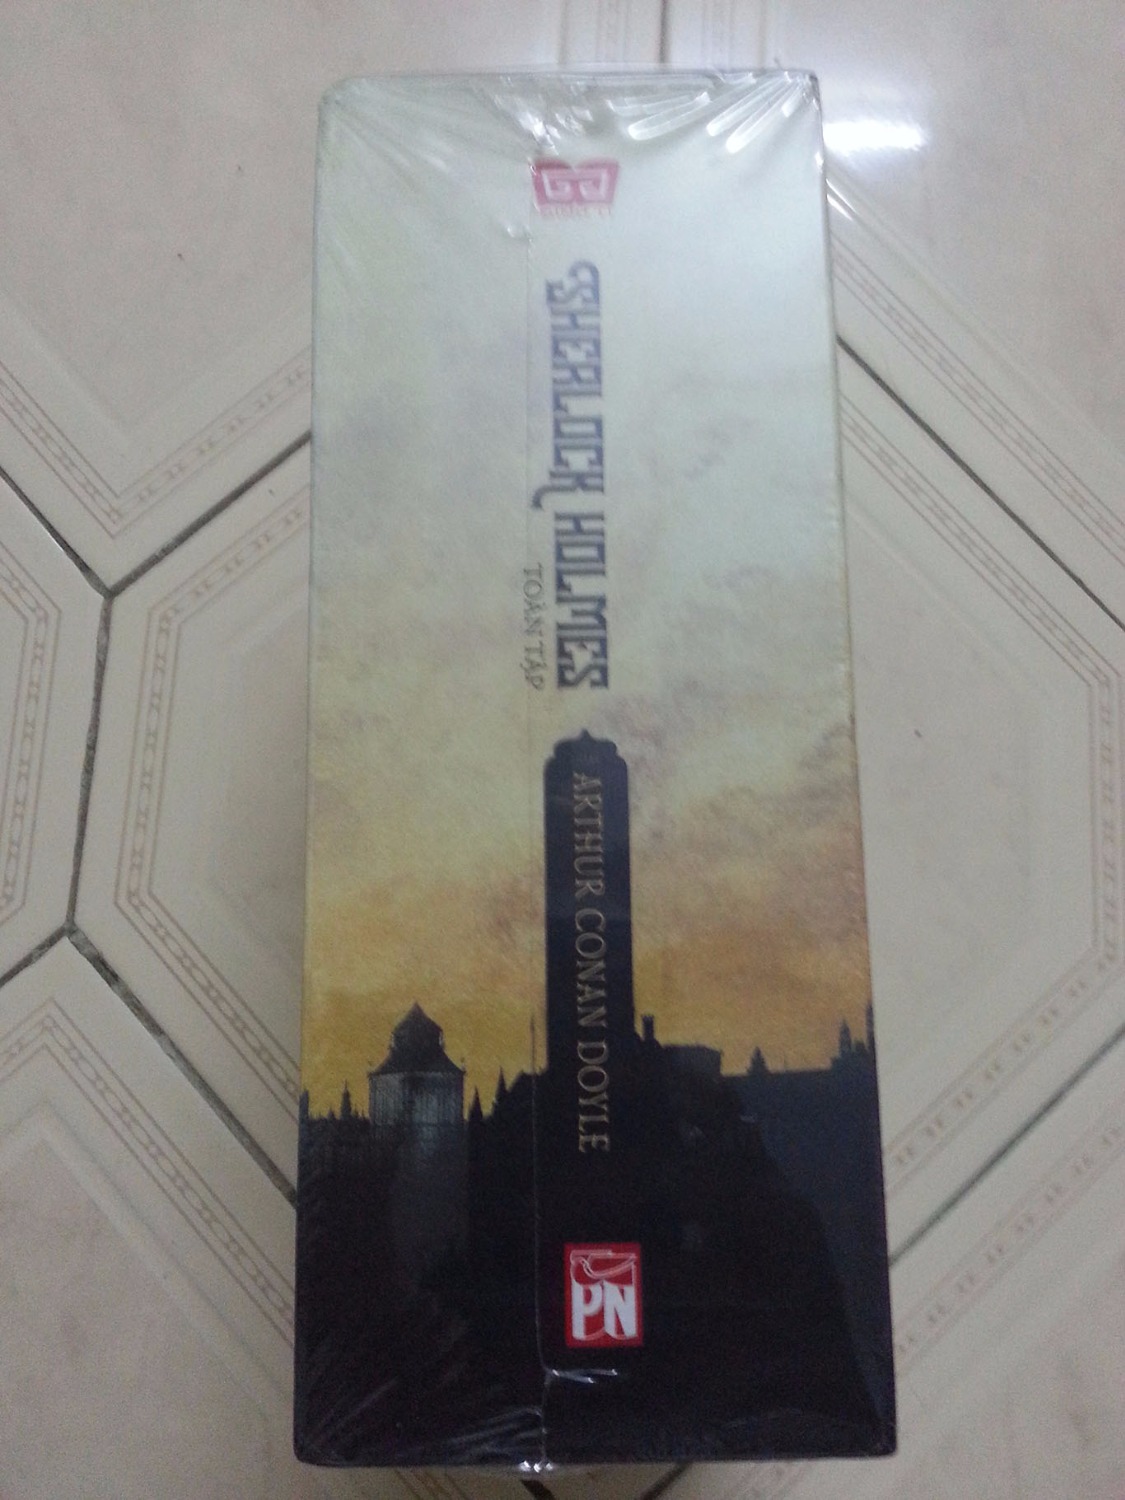 SHERLOCK HOLMES
TOÀN TẬP
ARTHUR CONAN DOYLE
PN